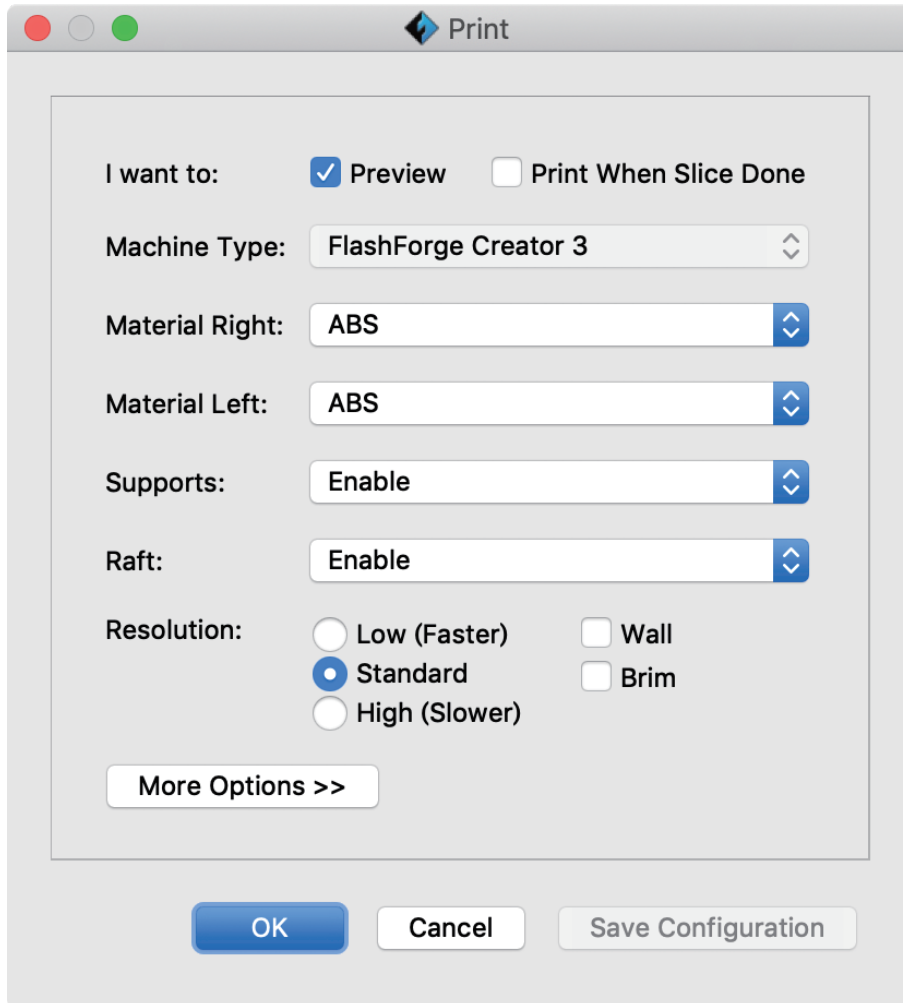 Print
I want to: Preview Print When Slice Done
Machine Type: FlashForge Creator 3
Material Right: ABS
Material Left: ABS
Supports: Enable
Raft: Enable
Resolution: Low (Faster) Wall
Standard Brim
High (Slower)
More Options >>
OK Cancel Save Configuration